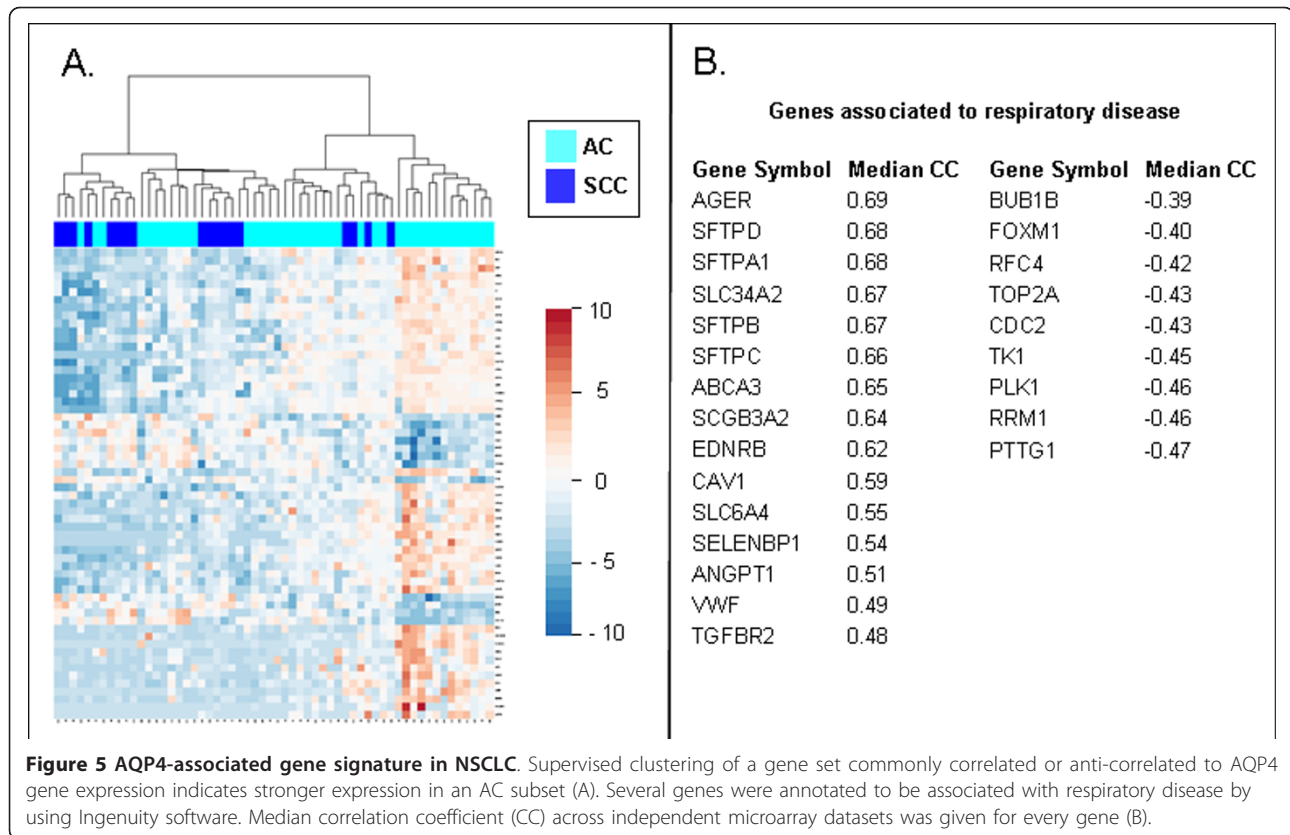 A.
AC
SCC
10
5
0
- 5
- 10
B.
Genes associated to respiratory disease
Gene Symbol Median CC Gene Symbol Median CC
AGER 0.69 BUB1B -0.39
SFTPD 0.68 FOXM1 -0.40
SFTPA1 0.68 RFC4 -0.42
SLC34A2 0.67 TOP2A -0.43
SFTPB 0.67 CDC2 -0.43
SFTPC 0.66 TK1 -0.45
ABCA3 0.65 PLK1 -0.46
SCGB3A2 0.64 RRM1 -0.46
EDNRB 0.62 PTTG1 -0.47
CAV1 0.59
SLC6A4 0.55
SELENBP1 0.54
ANGPT1 0.51
VWF 0.49
TGFBR2 0.48
Figure 5 AQP4-associated gene signature in NSCLC. Supervised clustering of a gene set commonly correlated or anti-correlated to AQP4
gene expression indicates stronger expression in an AC subset (A). Several genes were annotated to be associated with respiratory disease by
using Ingenuity software. Median correlation coefficient (CC) across independent microarray datasets was given for every gene (B).